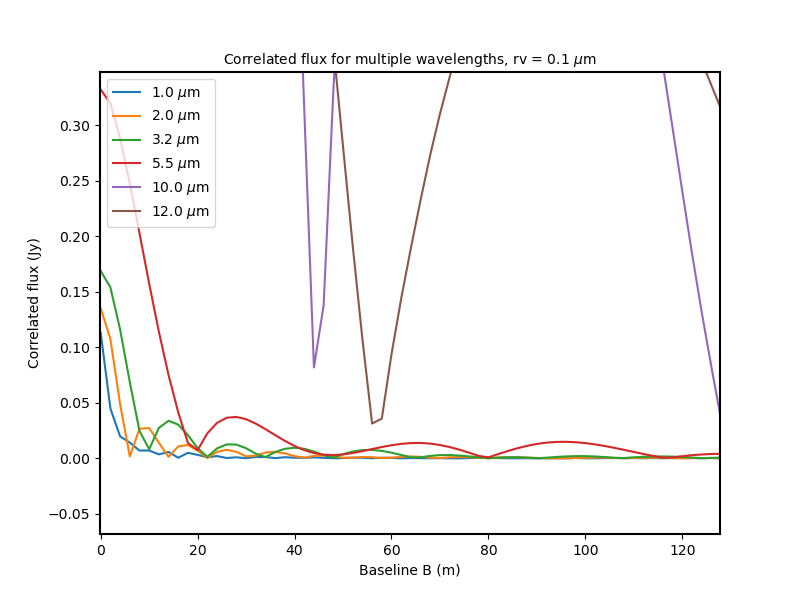 Correlated flux for multiple wavelengths, rv = 0.1 μm
1.0 μm
2.0 μm
3.2 μm
5.5 μm
10.0 μm
12.0 μm
0.30
0.25
0.20
0.15
0.10
0.05
0.00
−0.05
Correlated flux (Jy)
0 20 40 60 80 100 120
Baseline B (m)